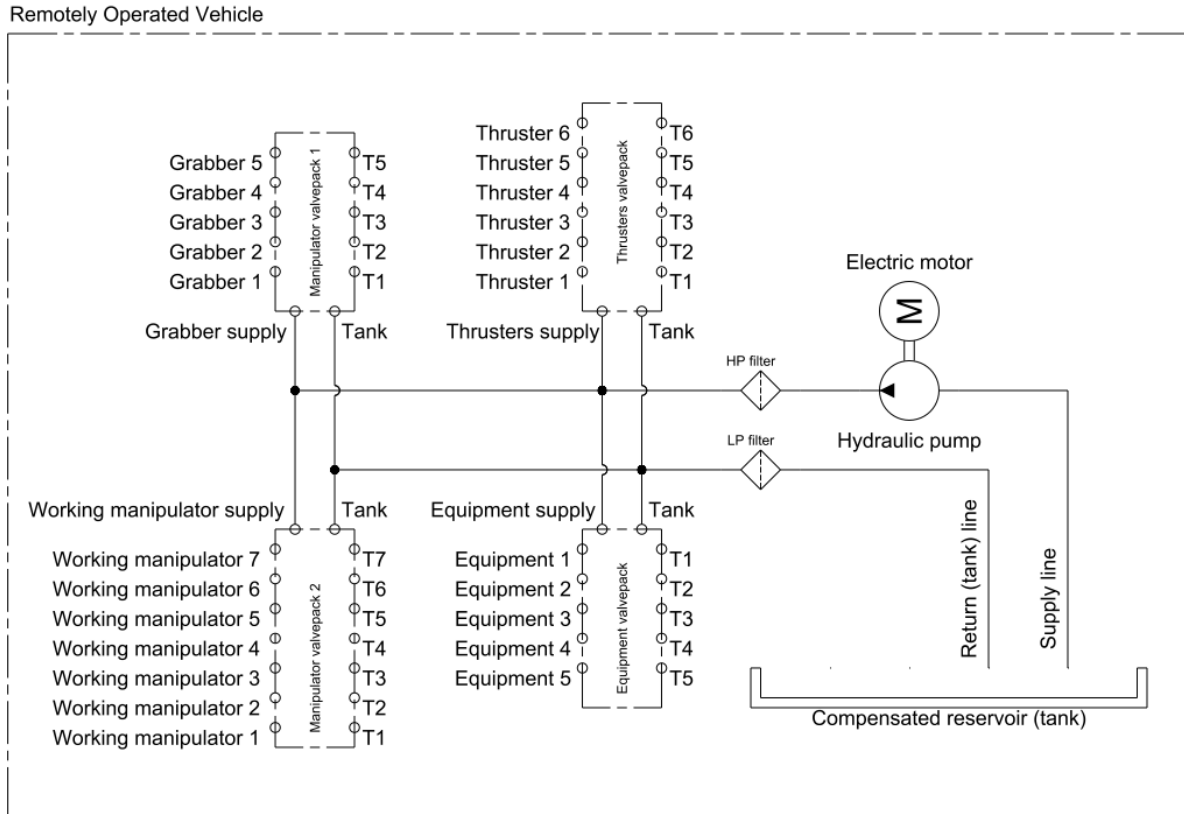 Remotely Operated Vehicle
Grabber 5
Grabber 4
Grabber 3
Grabber 2
Grabber 1
Manipulator valvepack 1
T5
T4
T3
T2
T1
Grabber supply
Tank
Thruster 6
Thruster 5
Thruster 4
Thruster 3
Thruster 2
Thruster 1
Thrusters valvepack
T6
T5
T4
T3
T2
T1
Thrusters supply
Tank
Electric motor
M
HP filter
Hydraulic pump
LP filter
Working manipulator supply
Tank
Working manipulator 7
Working manipulator 6
Working manipulator 5
Working manipulator 4
Working manipulator 3
Working manipulator 2
Working manipulator 1
Manipulator valvepack 2
T7
T6
T5
T4
T3
T2
T1
Equipment supply
Tank
Equipment 1
Equipment 2
Equipment 3
Equipment 4
Equipment 5
Equipment valvepack
T1
T2
T3
T4
T5
Return (tank) line
Supply line
Compensated reservoir (tank)